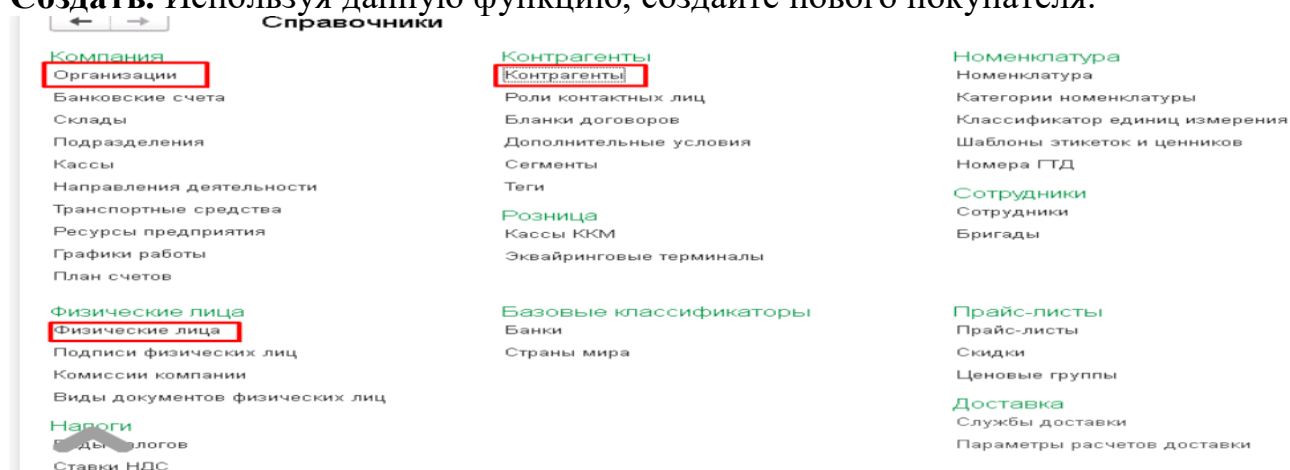 Создать. Используя данную функцию, создайте нового покупателя.
Справочники
Компания
Организации
Банковские счета
Склады
Подразделения
Кассы
Направления деятельности
Транспортные средства
Ресурсы предприятия
Графики работы
План счетов
Контрагенты
Контрагенты
Роли контактных лиц
Бланки договоров
Дополнительные условия
Сегменты
Теги
Розница
Кассы ККМ
Эквайринговые терминалы
Номенклатура
Номенклатура
Категории номенклатуры
Классификатор единиц измерения
Шаблоны этикеток и ценников
Номера ГТД
Сотрудники
Сотрудники
Бригады
Физические лица
Физические лица
Подписи физических лиц
Комиссии компании
Виды документов физических лиц
Налоги
Ставки НДС
Базовые классификаторы
Банки
Страны мира
Прайс-листы
Прайс-листы
Скидки
Ценовые группы
Доставка
Службы доставки
Параметры расчетов доставки